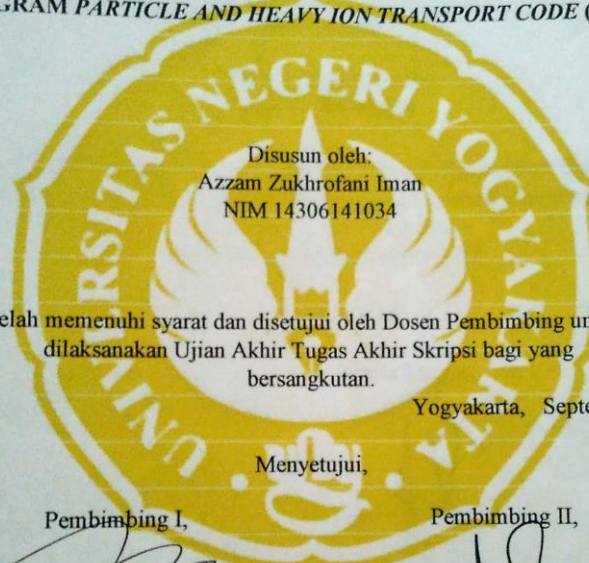 GRAM PARTICLE AND HEAVY ION TRANSPORT CODE (
UNIVERSITAS NEGERI YOGYAKARTA
Disusun oleh:
Azzam Zukhrofani Iman
NIM 14306141034
elah memenuhi syarat dan disetujui oleh Dosen Pembimbing un
dilaksanakan Ujian Akhir Tugas Akhir Skripsi bagi yang
bersangkutan.
Yogyakarta, Septe
Menyetujui,
Pembimbing I, Pembimbing II,